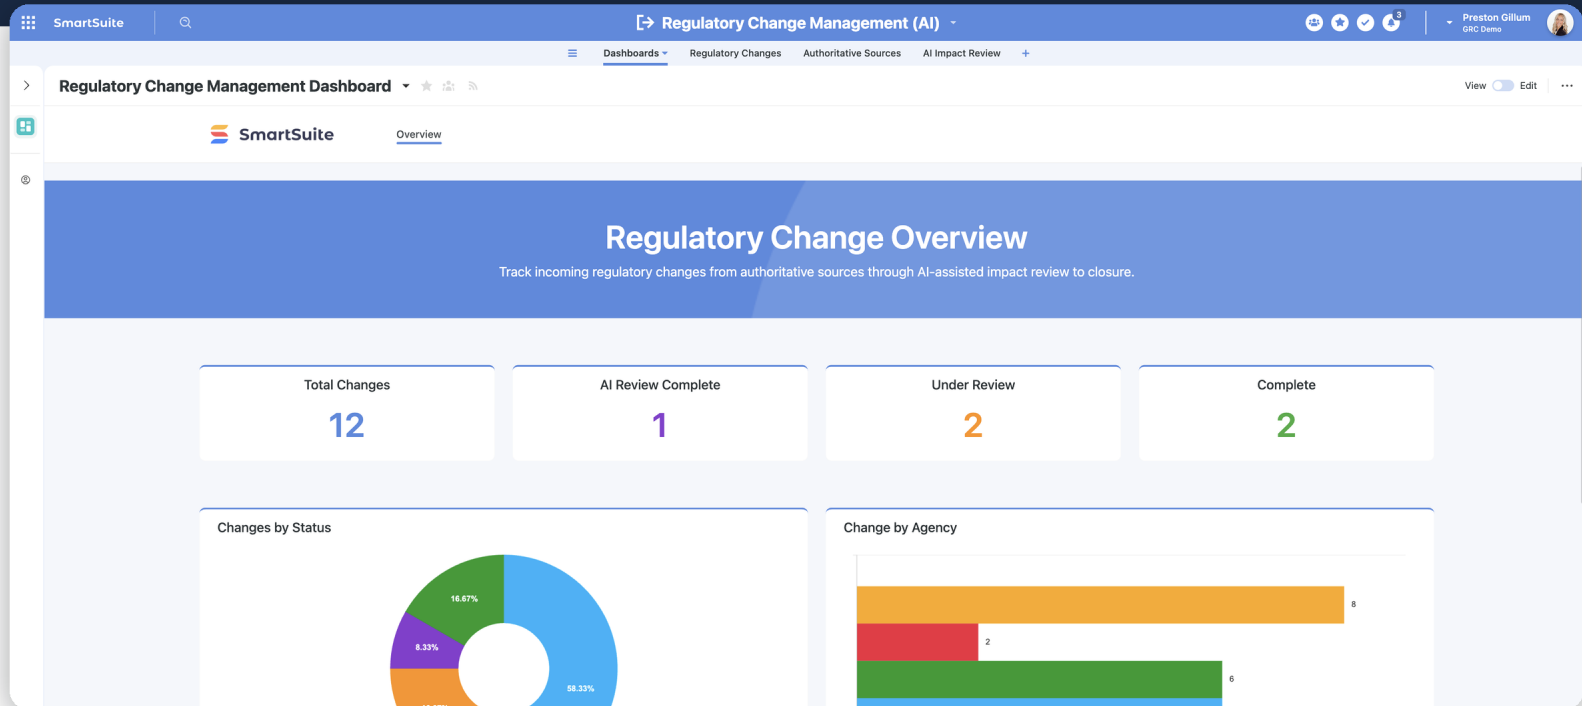 SmartSuite
Regulatory Change Management (AI)
3
Preston Gillum
GRC Demo
Dashboards
Regulatory Changes
Authoritative Sources
AI Impact Review
Regulatory Change Management Dashboard
View
Edit
SmartSuite
Overview
Regulatory Change Overview
Track incoming regulatory changes from authoritative sources through AI-assisted impact review to closure.
Total Changes
12
AI Review Complete
1
Under Review
2
Complete
2
Changes by Status
16.67%
8.33%
58.33%
Change by Agency
8
2
6